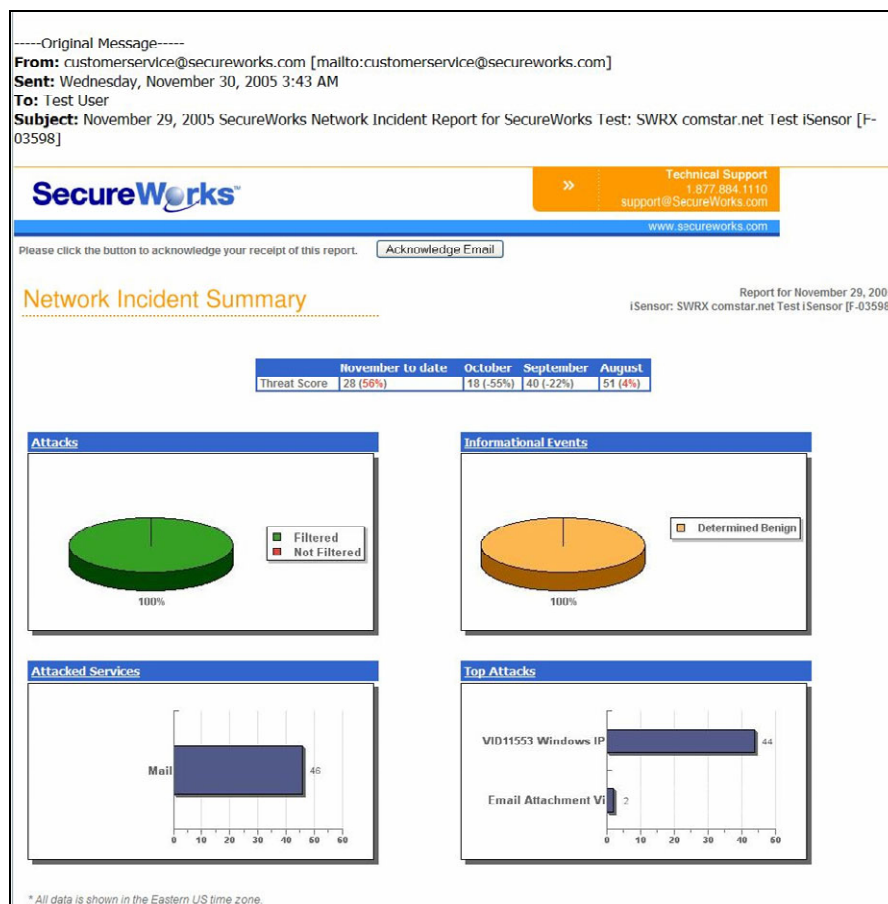 -----Original Message-----
From: customerservice@secureworks.com [mailto:customerservice@secureworks.com]
Sent: Wednesday, November 30, 2005 3:43 AM
To: Test User
Subject: November 29, 2005 SecureWorks Network Incident Report for SecureWorks Test: SWRX comstar.net Test iSensor [F-
03598]
SecureWorks™
»
Technical Support
1.877.884.1110
support@SecureWorks.com
www.secureworks.com
Please click the button to acknowledge your receipt of this report. Acknowledge Email
Network Incident Summary
Report for November 29, 200
iSensor: SWRX comstar.net Test iSensor [F-03598
November to date October September August
Threat Score 28 (56%) 18 (-55%) 40 (-22%) 51 (4%)
Attacks
Filtered
Not Filtered
100%
Informational Events
Determined Benign
100%
Attacked Services
Mail 46
0 10 20 30 40 50 60
Top Attacks
VID11553 Windows IP 44
Email Attachment Vi 2
0 10 20 30 40 50 60
* All data is shown in the Eastern US time zone.